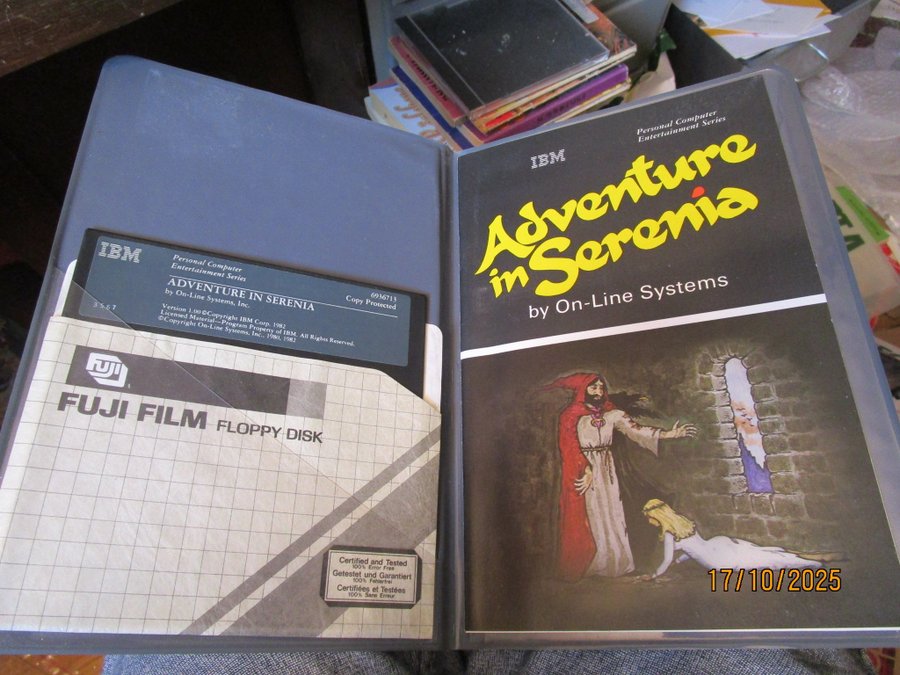 IBM
Personal Computer
Entertainment Series
6936713
Copy Protected
ADVENTURE IN SERENIA
by On-Line Systems, Inc.
Version 1.00 ©Copyright IBM Corp. 1982
Licensed Material—Program Property of IBM. All Rights Reserved.
©Copyright On-Line Systems, Inc., 1980, 1982
3567
FUJI
FUJI FILM FLOPPY DISK
Certified and Tested
100% Error Free
Getestet und Garantiert
100% Fehlerfrei
Certifiées et Testées
100% Sans Erreur
IBM
Personal Computer
Entertainment Series
Adventure
in Serenia
by On-Line Systems
17/10/2025